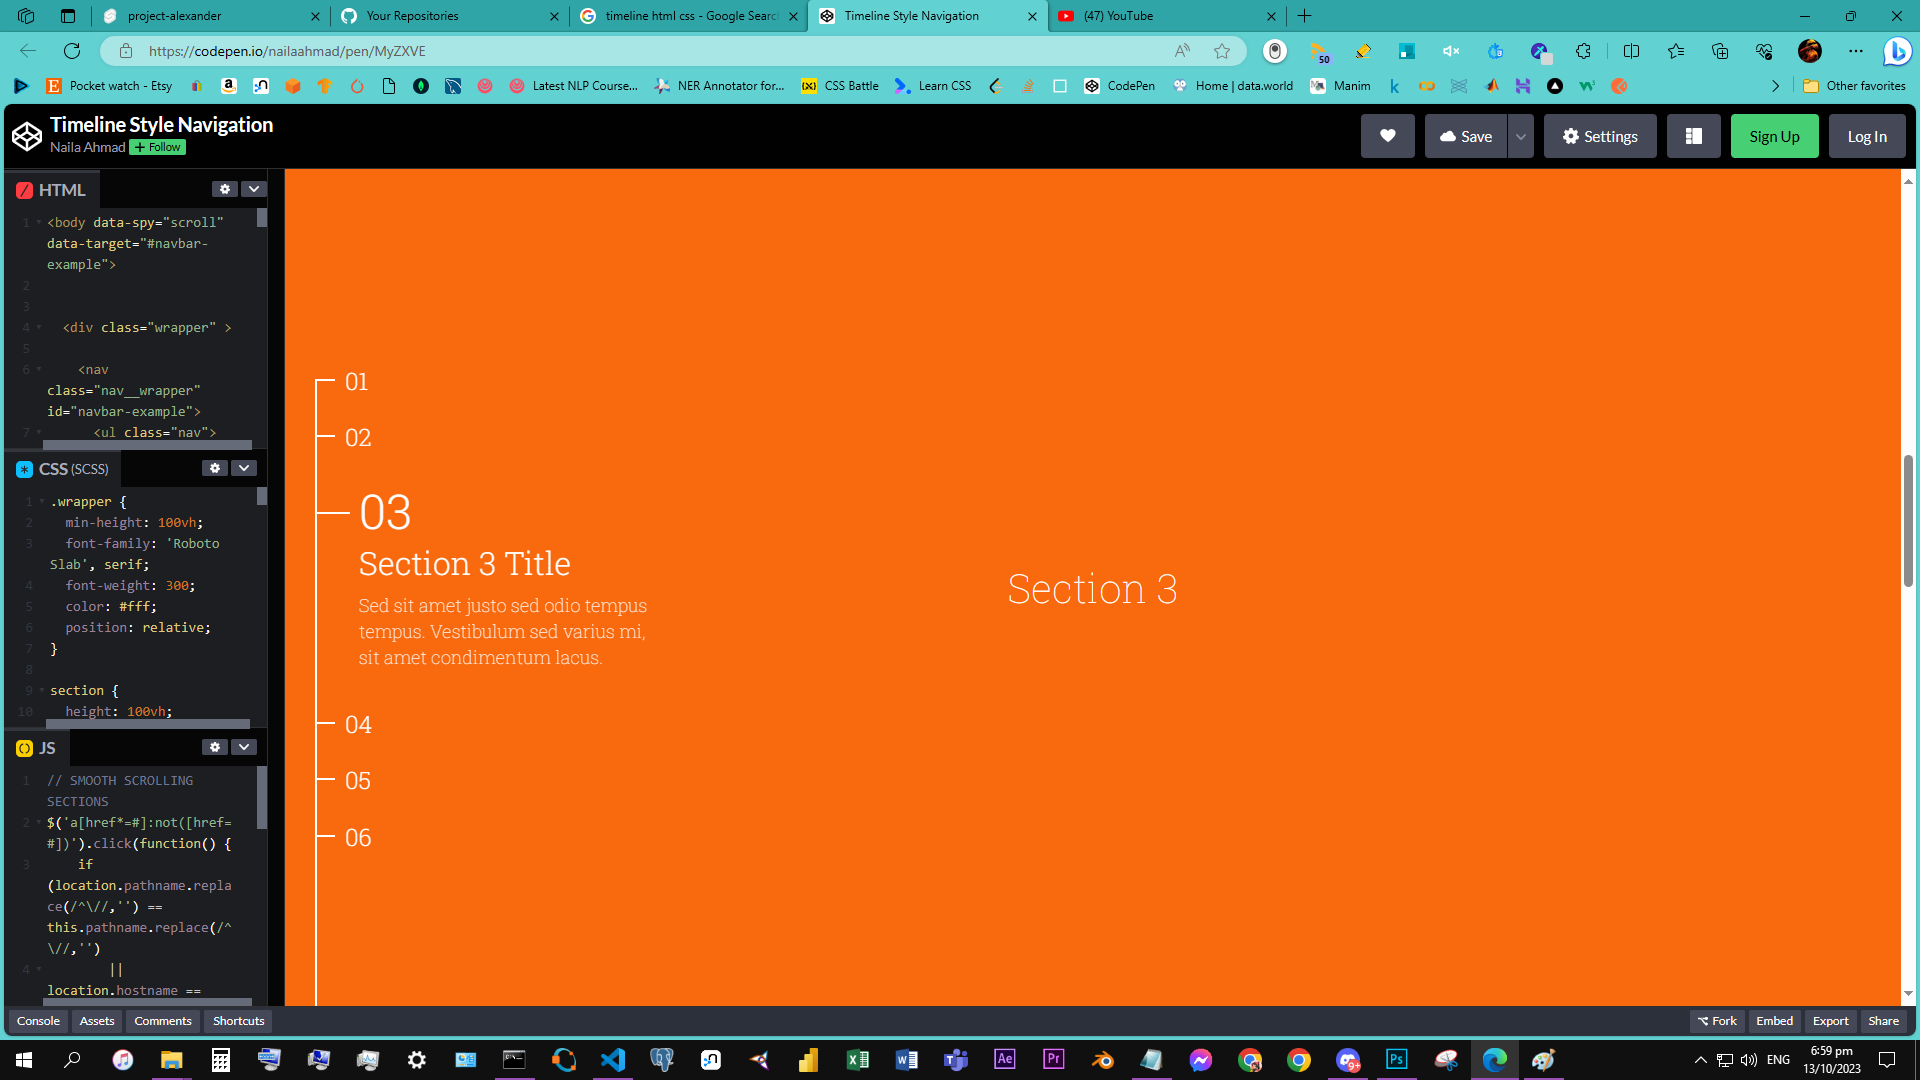 project-alexander
Your Repositories
timeline html css - Google Searc
Timeline Style Navigation
(47) YouTube
https://codepen.io/nailaahmad/pen/MyZXVE
50
Pocket watch - Etsy
Latest NLP Course...
NER Annotator for...
CSS Battle
Learn CSS
CodePen
Home | data.world
Manim
Other favorites
Timeline Style Navigation
Naila Ahmad
+ Follow
Save
Settings
Sign Up
Log In
HTML
1 <body data-spy="scroll"
data-target="#navbar-
example">
2
3
4 <div class="wrapper" >
5
6 <nav
class="nav__wrapper"
id="navbar-example">
7 <ul class="nav">
CSS (SCSS)
1 .wrapper {
2 min-height: 100vh;
3 font-family: 'Roboto
Slab', serif;
4 font-weight: 300;
5 color: #fff;
6 position: relative;
7 }
8
9 section {
10 height: 100vh;
JS
1 // SMOOTH SCROLLING
SECTIONS
2 $('a[href*=#]:not([href=
#])').click(function() {
3 if
(location.pathname.repla
ce(/^\//,'') ==
this.pathname.replace(/^
\//,'')
4 ||
location.hostname ==
01
02
03
Section 3 Title
Sed sit amet justo sed odio tempus
tempus. Vestibulum sed varius mi,
sit amet condimentum lacus.
04
05
06
Section 3
Console
Assets
Comments
Shortcuts
Fork
Embed
Export
Share
ENG
6:59 pm
13/10/2023